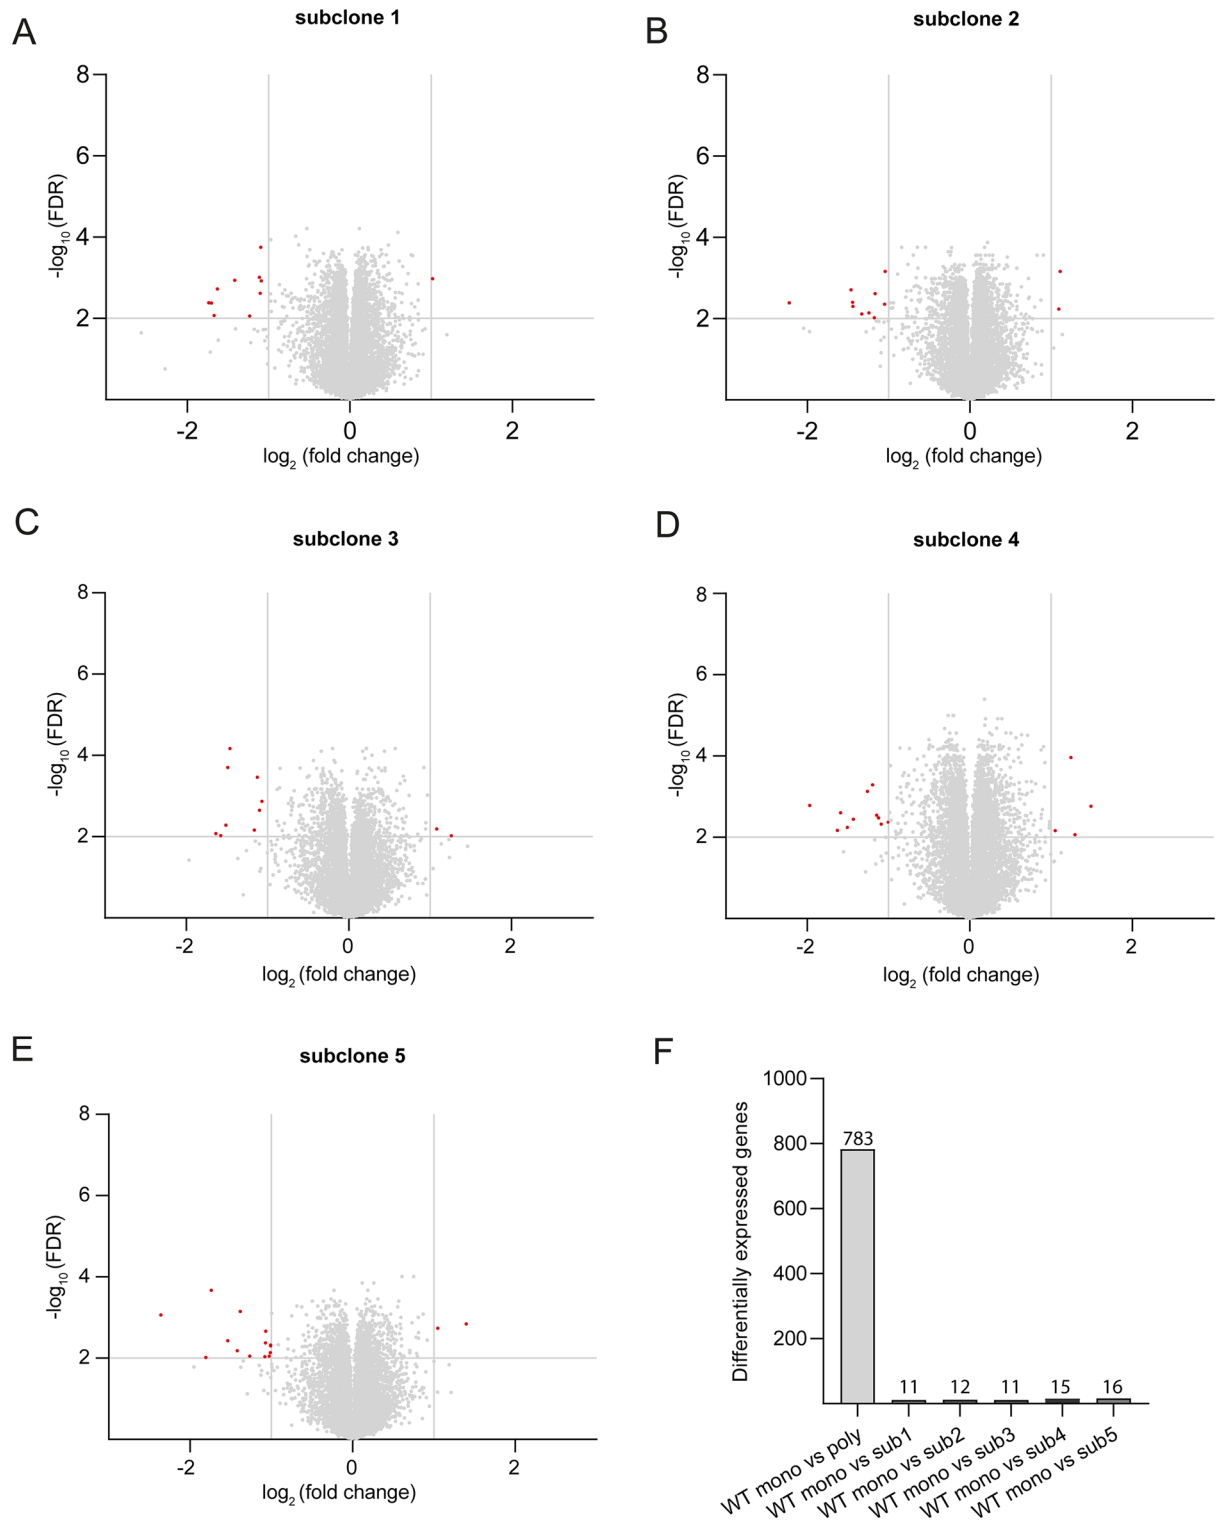 A
subclone 1
8
6
4
2
-log10 (FDR)
-2
0
2
log2 (fold change)
B
subclone 2
8
6
4
2
-log10 (FDR)
-2
0
2
log2 (fold change)
C
subclone 3
8
6
4
2
-log10 (FDR)
-2
0
2
log2 (fold change)
D
subclone 4
8
6
4
2
-log10 (FDR)
-2
0
2
log2 (fold change)
E
subclone 5
8
6
4
2
-log10 (FDR)
-2
0
2
log2 (fold change)
F
1000
800
600
400
200
Differentially expressed genes
783
11
12
11
15
16
WT mono vs poly
WT mono vs sub1
WT mono vs sub2
WT mono vs sub3
WT mono vs sub4
WT mono vs sub5